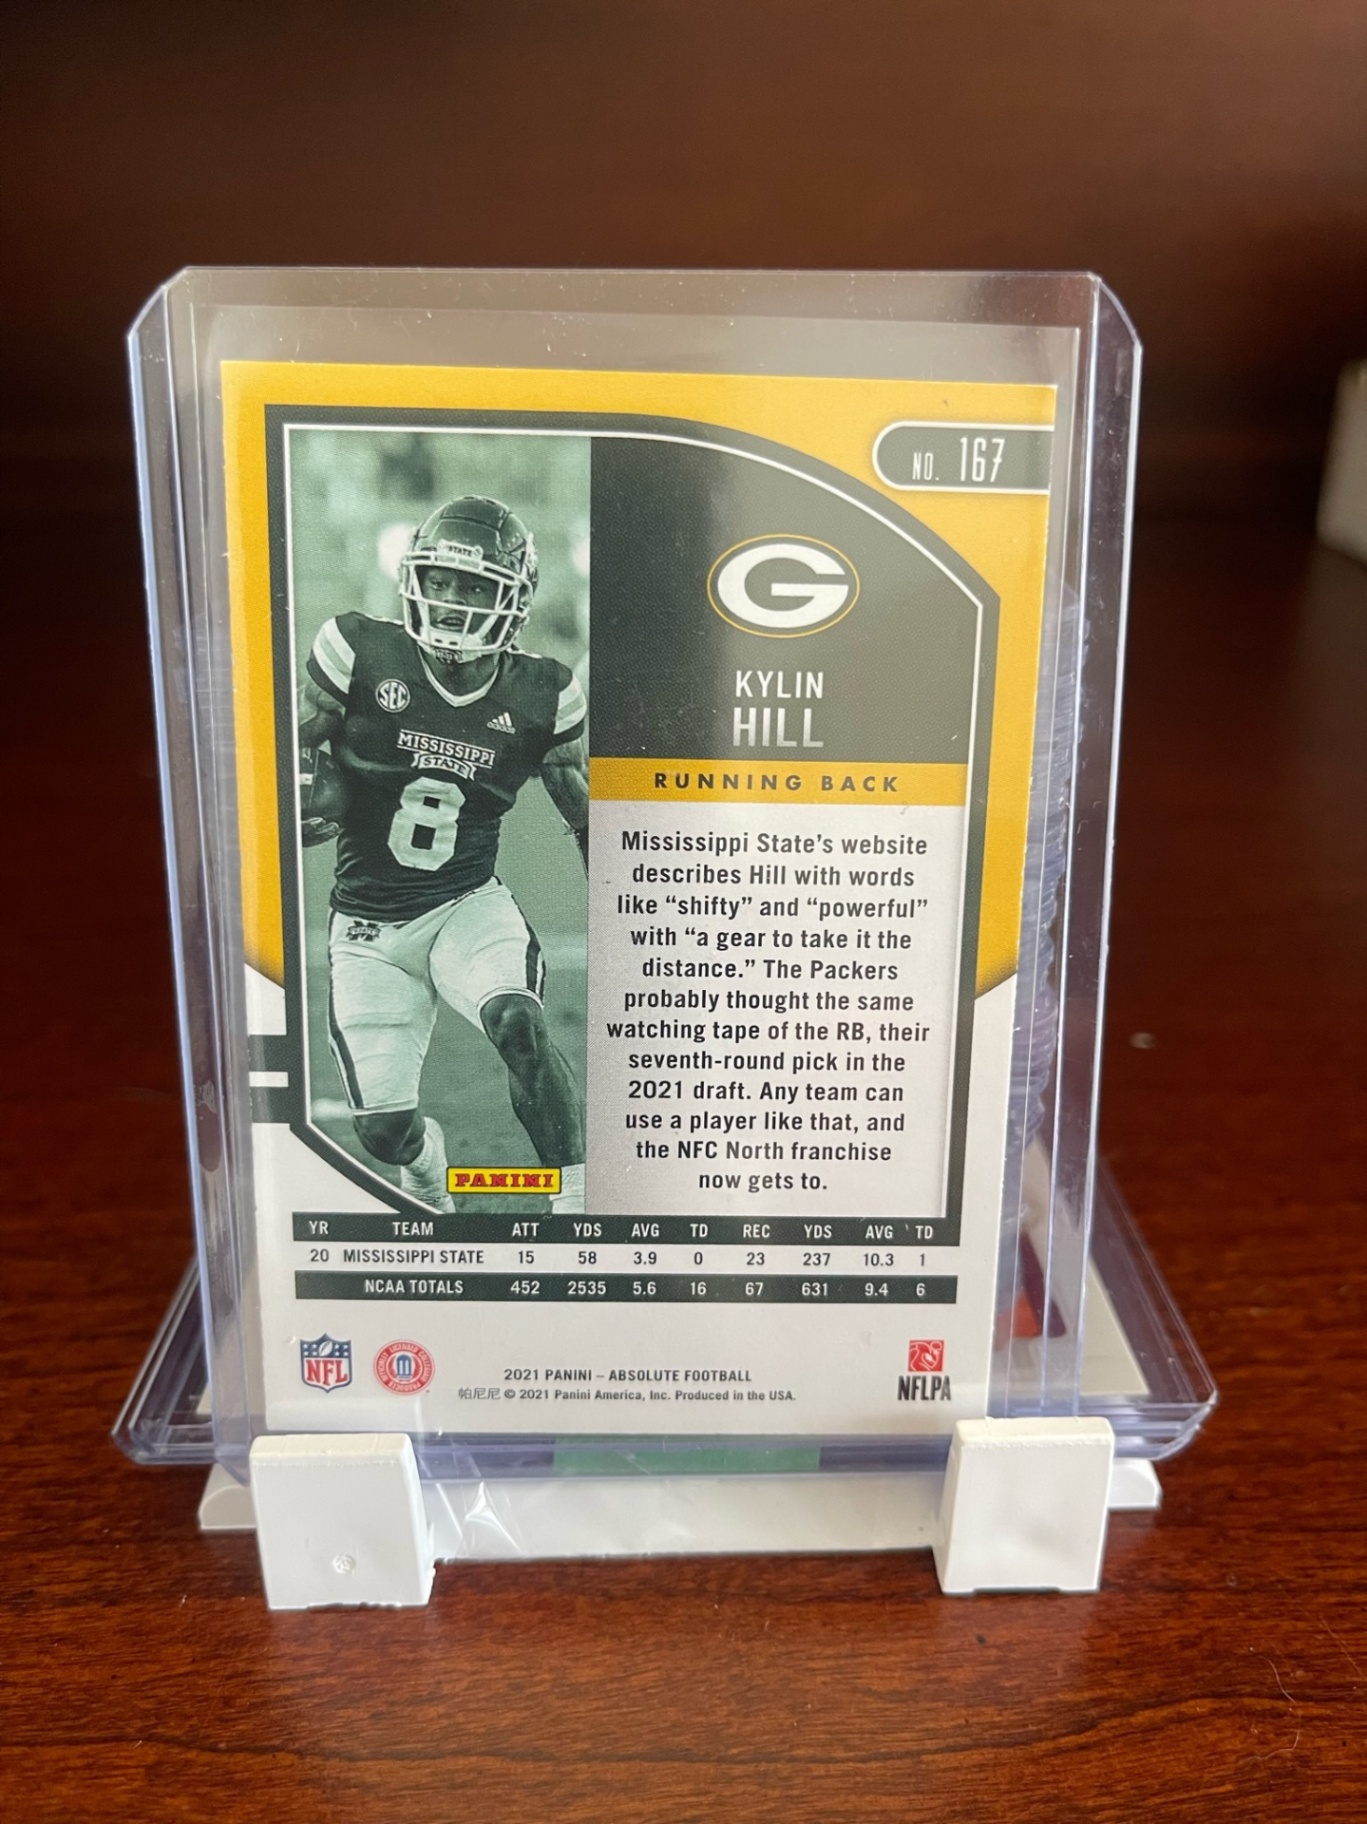 NO. 167
G
KYLIN
HILL
RUNNING BACK
STATE
SEC
adidas
MISSISSIPPI
STATE
8
Mississippi State's website
describes Hill with words
like “shifty” and “powerful”
with “a gear to take it the
distance.” The Packers
probably thought the same
watching tape of the RB, their
seventh-round pick in the
2021 draft. Any team can
use a player like that, and
the NFC North franchise
now gets to.
PANINI
YR TEAM ATT YDS AVG TD REC YDS AVG TD
20 MISSISSIPPI STATE 15 58 3.9 0 23 237 10.3 1
NCAA TOTALS 452 2535 5.6 16 67 631 9.4 6
NFL
2021 PANINI – ABSOLUTE FOOTBALL
帕尼尼 © 2021 Panini America, Inc. Produced in the USA.
NFLPA